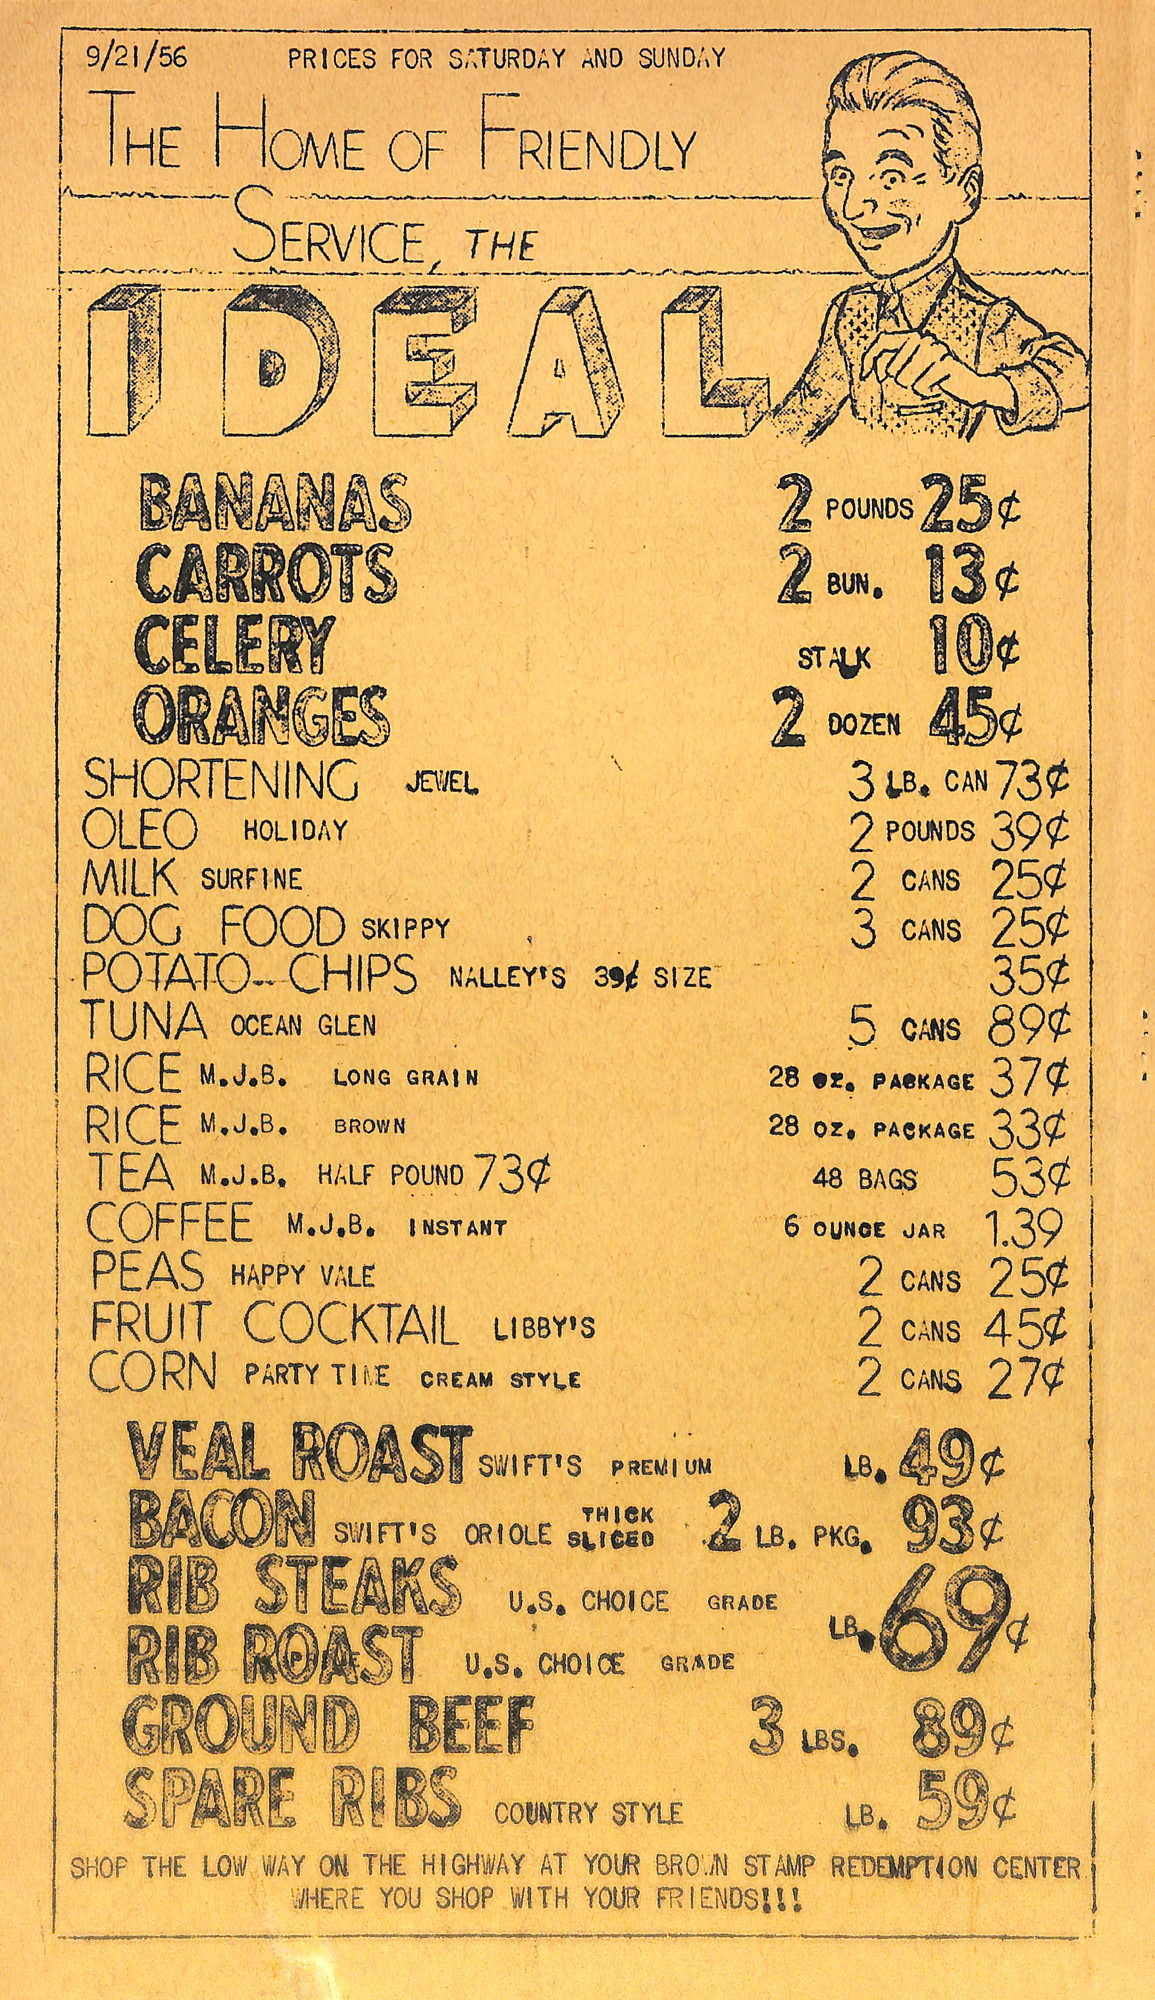 9/21/56 PRICES FOR SATURDAY AND SUNDAY
THE HOME OF FRIENDLY
SERVICE, THE
IDEAL
BANANAS 2 POUNDS 25¢
CARROTS 2 BUN. 13¢
CELERY STALK 10¢
ORANGES 2 DOZEN 45¢
SHORTENING JEWEL 3 LB. CAN 73¢
OLEO HOLIDAY 2 POUNDS 39¢
MILK SURFINE 2 CANS 25¢
DOG FOOD SKIPPY 3 CANS 25¢
POTATO CHIPS NALLEY'S 39¢ SIZE 35¢
TUNA OCEAN GLEN 5 CANS 89¢
RICE M.J.B. LONG GRAIN 28 oz. PACKAGE 37¢
RICE M.J.B. BROWN 28 OZ. PACKAGE 33¢
TEA M.J.B. HALF POUND 73¢ 48 BAGS 53¢
COFFEE M.J.B. INSTANT 6 OUNCE JAR 1.39
PEAS HAPPY VALE 2 CANS 25¢
FRUIT COCKTAIL LIBBY'S 2 CANS 45¢
CORN PARTY TIME CREAM STYLE 2 CANS 27¢
VEAL ROAST SWIFT'S PREMIUM LB. 49¢
BACON SWIFT'S ORIOLE THICK SLICED 2 LB. PKG. 93¢
RIB STEAKS U.S. CHOICE GRADE
LB. 69¢
RIB ROAST U.S. CHOICE GRADE
GROUND BEEF 3 LBS. 89¢
SPARE RIBS COUNTRY STYLE LB. 59¢
SHOP THE LOW WAY ON THE HIGHWAY AT YOUR BROWN STAMP REDEMPTION CENTER
WHERE YOU SHOP WITH YOUR FRIENDS!!!